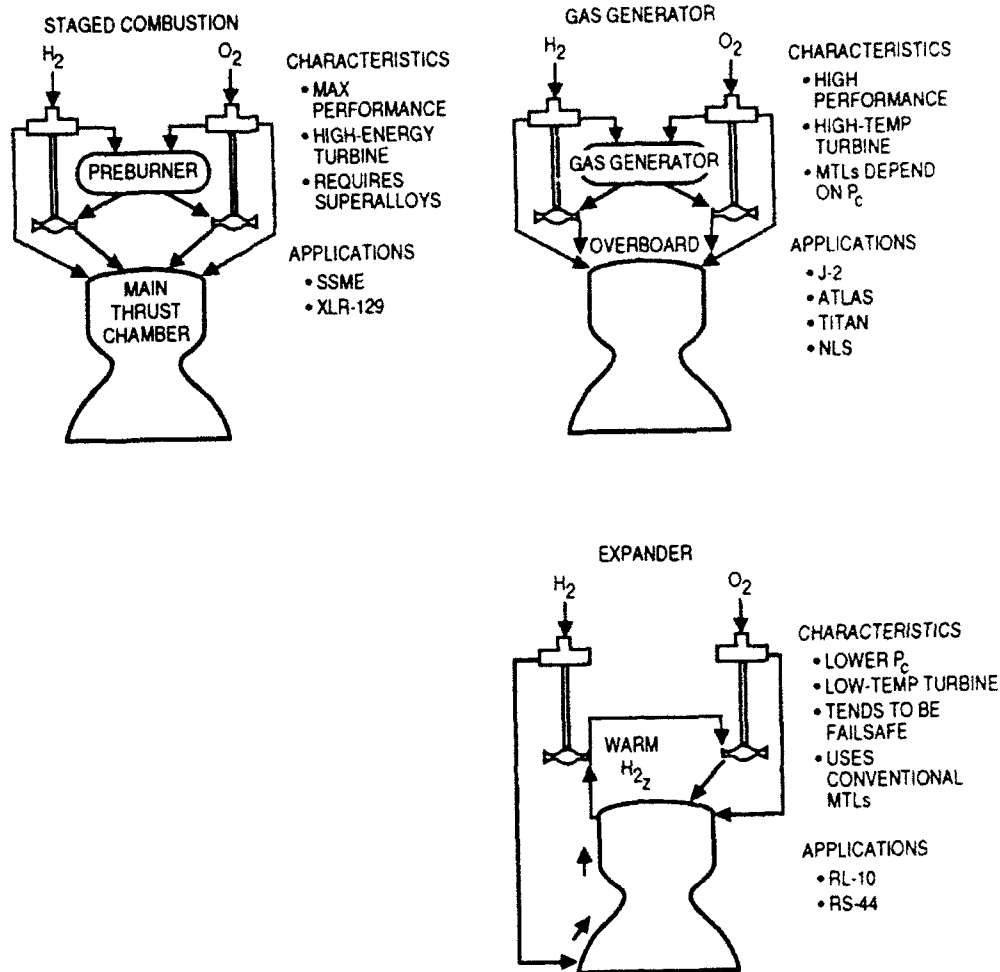 STAGED COMBUSTION
H2
O2
PREBURNER
MAIN
THRUST
CHAMBER
CHARACTERISTICS
• MAX
PERFORMANCE
• HIGH-ENERGY
TURBINE
• REQUIRES
SUPERALLOYS
APPLICATIONS
• SSME
• XLR-129
GAS GENERATOR
H2
O2
GAS GENERATOR
OVERBOARD
CHARACTERISTICS
• HIGH
PERFORMANCE
• HIGH-TEMP
TURBINE
• MTLs DEPEND
ON Pc
APPLICATIONS
• J-2
• ATLAS
• TITAN
• NLS
EXPANDER
H2
O2
WARM
H2z
CHARACTERISTICS
• LOWER Pc
• LOW-TEMP TURBINE
• TENDS TO BE
FAILSAFE
• USES
CONVENTIONAL
MTLs
APPLICATIONS
• RL-10
• RS-44